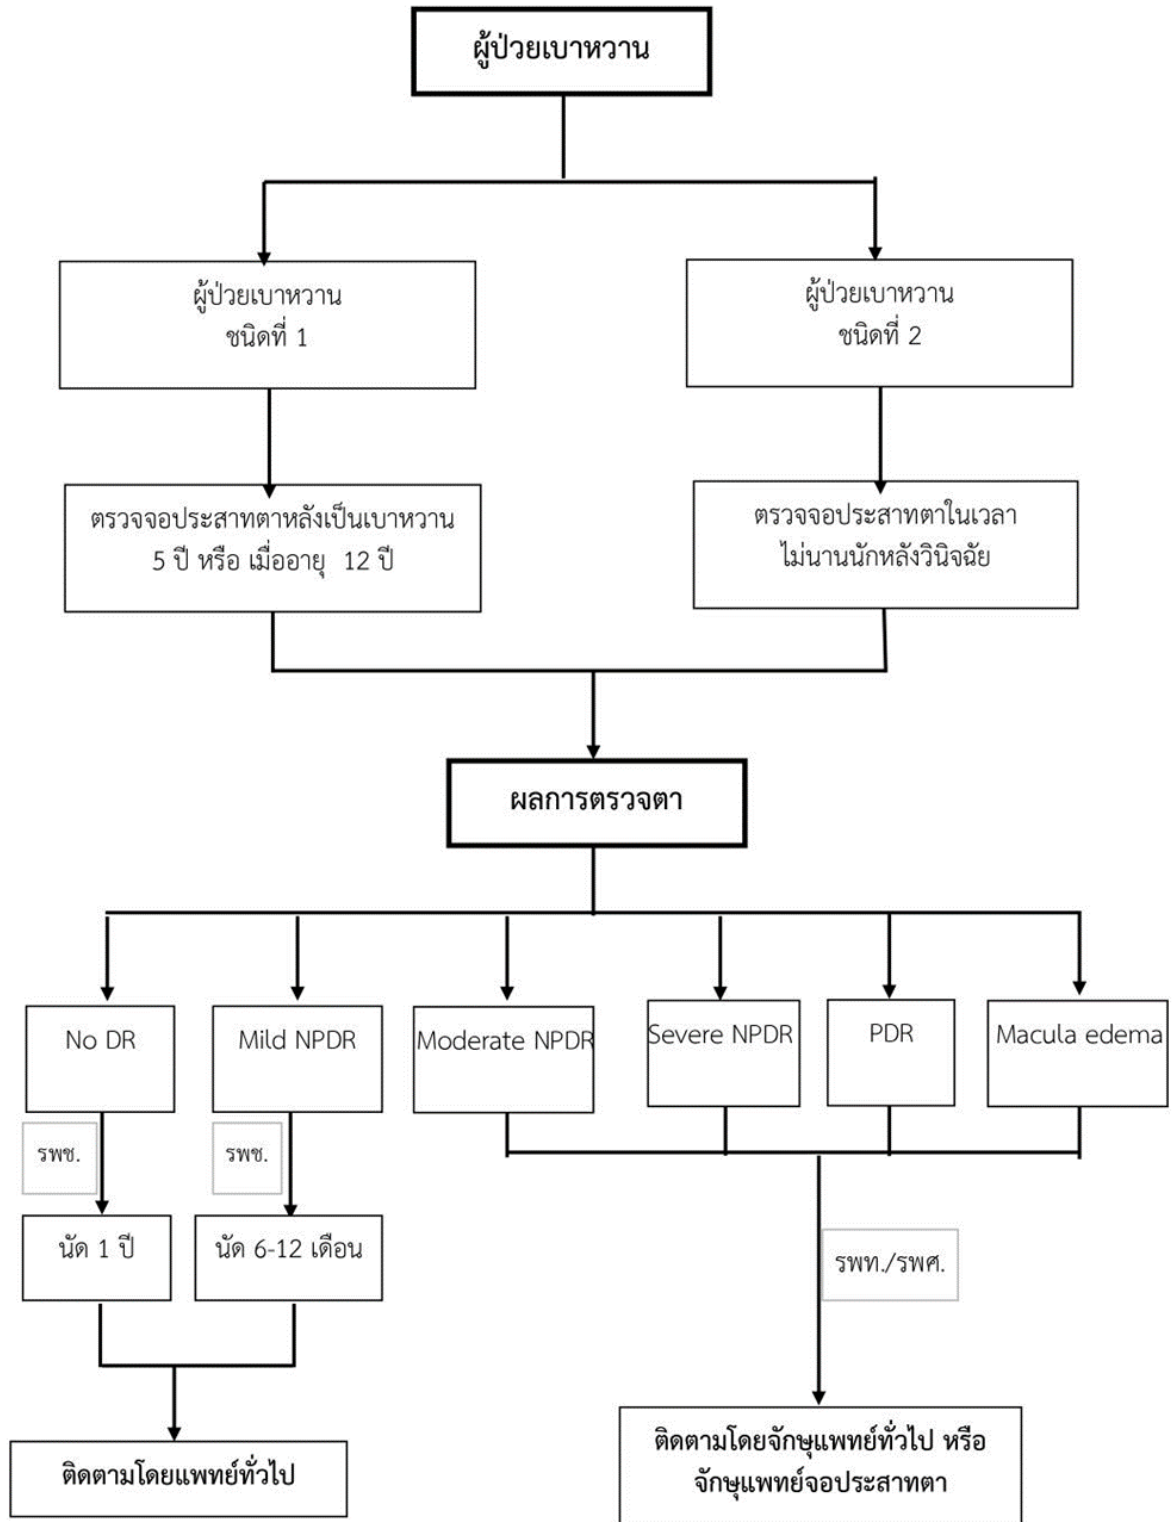 ผู้ป่วยเบาหวาน
ผู้ป่วยเบาหวาน
ชนิดที่ 1
ผู้ป่วยเบาหวาน
ชนิดที่ 2
ตรวจจอประสาทตาหลังเป็นเบาหวาน
5 ปี หรือ เมื่ออายุ 12 ปี
ตรวจจอประสาทตาในเวลา
ไม่นานนักหลังวินิจฉัย
ผลการตรวจตา
No DR
Mild NPDR
Moderate NPDR
Severe NPDR
PDR
Macula edema
รพช.
รพช.
นัด 1 ปี
นัด 6-12 เดือน
รพท./รพศ.
ติดตามโดยแพทย์ทั่วไป
ติดตามโดยจักษุแพทย์ทั่วไป หรือ
จักษุแพทย์จอประสาทตา